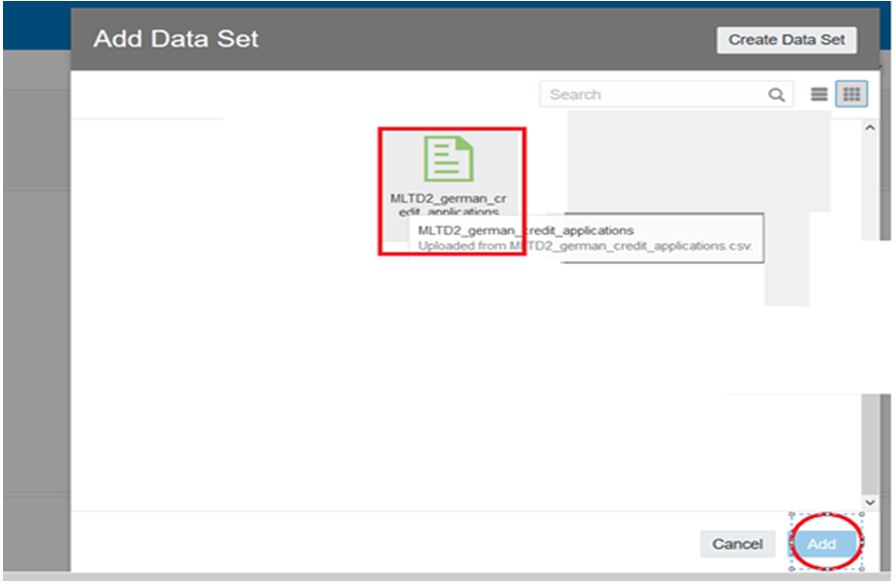 Add Data Set
Create Data Set
Search
MLTD2_german_cr
edit_applications
MLTD2_german_credit_applications
Uploaded from MLTD2_german_credit_applications.csv.
Cancel
Add